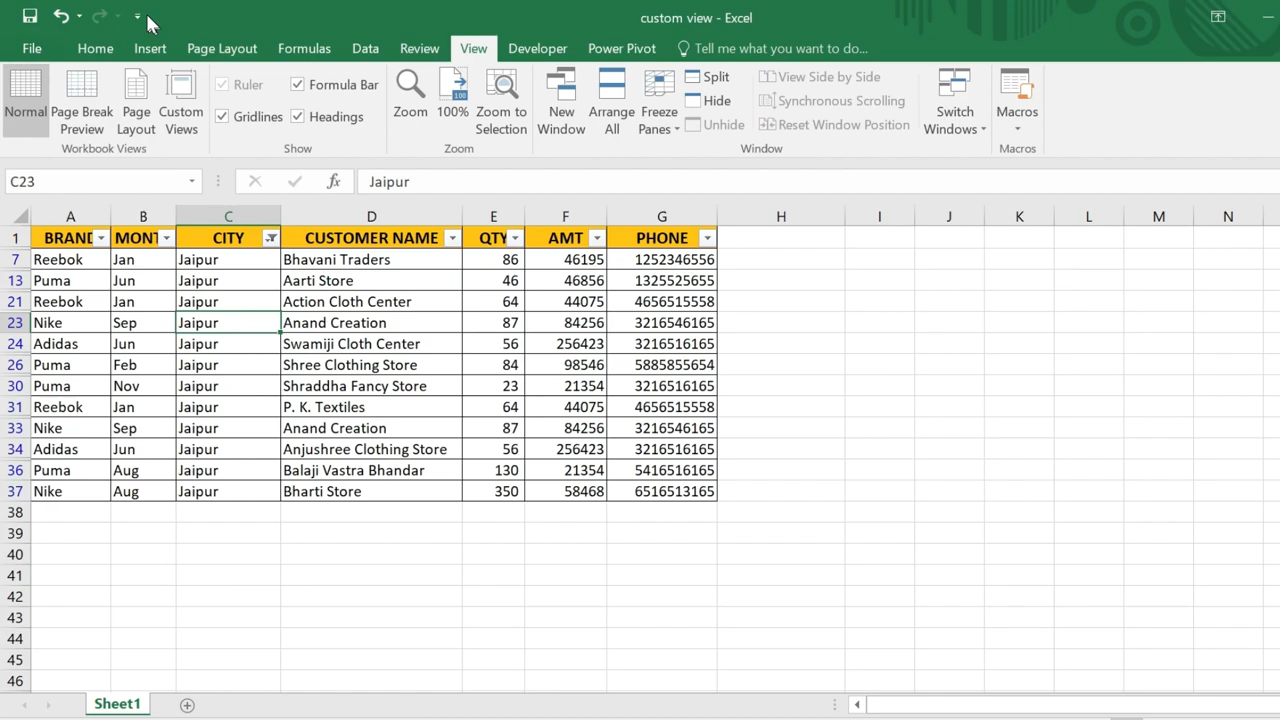 custom view - Excel
File Home Insert Page Layout Formulas Data Review View Developer Power Pivot Tell me what you want to do...
Normal Page Break Preview Page Layout Custom Views
Workbook Views
Ruler Formula Bar
Gridlines Headings
Show
Zoom 100% Zoom to Selection
Zoom
New Window Arrange All Freeze Panes
Split
Hide
Unhide
View Side by Side
Synchronous Scrolling
Reset Window Position
Window
Switch Windows
Macros
Macros
C23 fx Jaipur
A B C D E F G H I J K L M N
1 BRAND MONT CITY CUSTOMER NAME QTY AMT PHONE
7 Reebok Jan Jaipur Bhavani Traders 86 46195 1252346556
13 Puma Jun Jaipur Aarti Store 46 46856 1325525655
21 Reebok Jan Jaipur Action Cloth Center 64 44075 4656515558
23 Nike Sep Jaipur Anand Creation 87 84256 3216546165
24 Adidas Jun Jaipur Swamiji Cloth Center 56 256423 3216516165
26 Puma Feb Jaipur Shree Clothing Store 84 98546 5885855654
30 Puma Nov Jaipur Shraddha Fancy Store 23 21354 3216516165
31 Reebok Jan Jaipur P. K. Textiles 64 44075 4656515558
33 Nike Sep Jaipur Anand Creation 87 84256 3216546165
34 Adidas Jun Jaipur Anjushree Clothing Store 56 256423 3216516165
36 Puma Aug Jaipur Balaji Vastra Bhandar 130 21354 5416516165
37 Nike Aug Jaipur Bharti Store 350 58468 6516513165
38
39
40
41
42
43
44
45
46
Sheet1